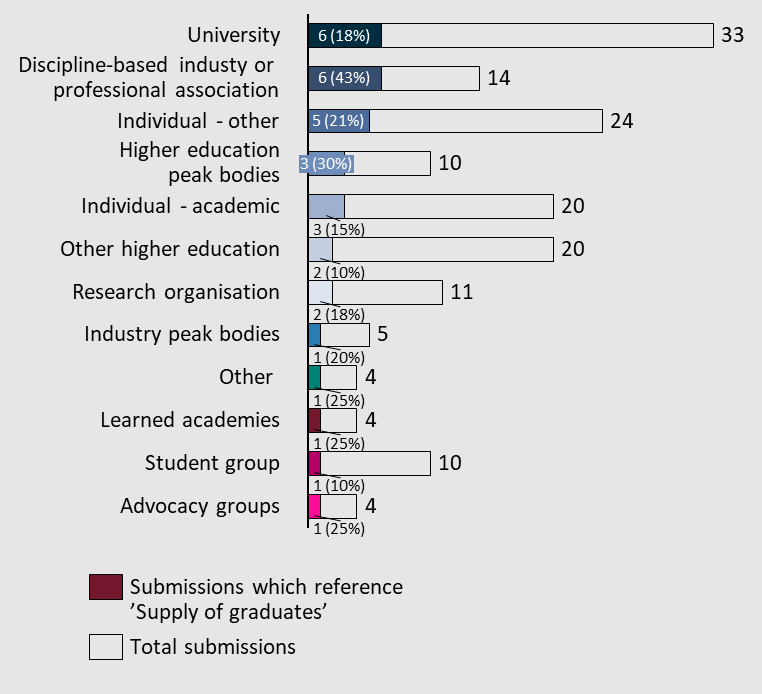 University 6 (18%) 33
Discipline-based industy or
professional association 6 (43%) 14
Individual - other 5 (21%) 24
Higher education
peak bodies 3 (30%) 10
Individual - academic 20
3 (15%)
Other higher education 20
2 (10%)
Research organisation 11
2 (18%)
Industry peak bodies 5
1 (20%)
Other 4
1 (25%)
Learned academies 4
1 (25%)
Student group 10
1 (10%)
Advocacy groups 4
1 (25%)
Submissions which reference
’Supply of graduates’
Total submissions